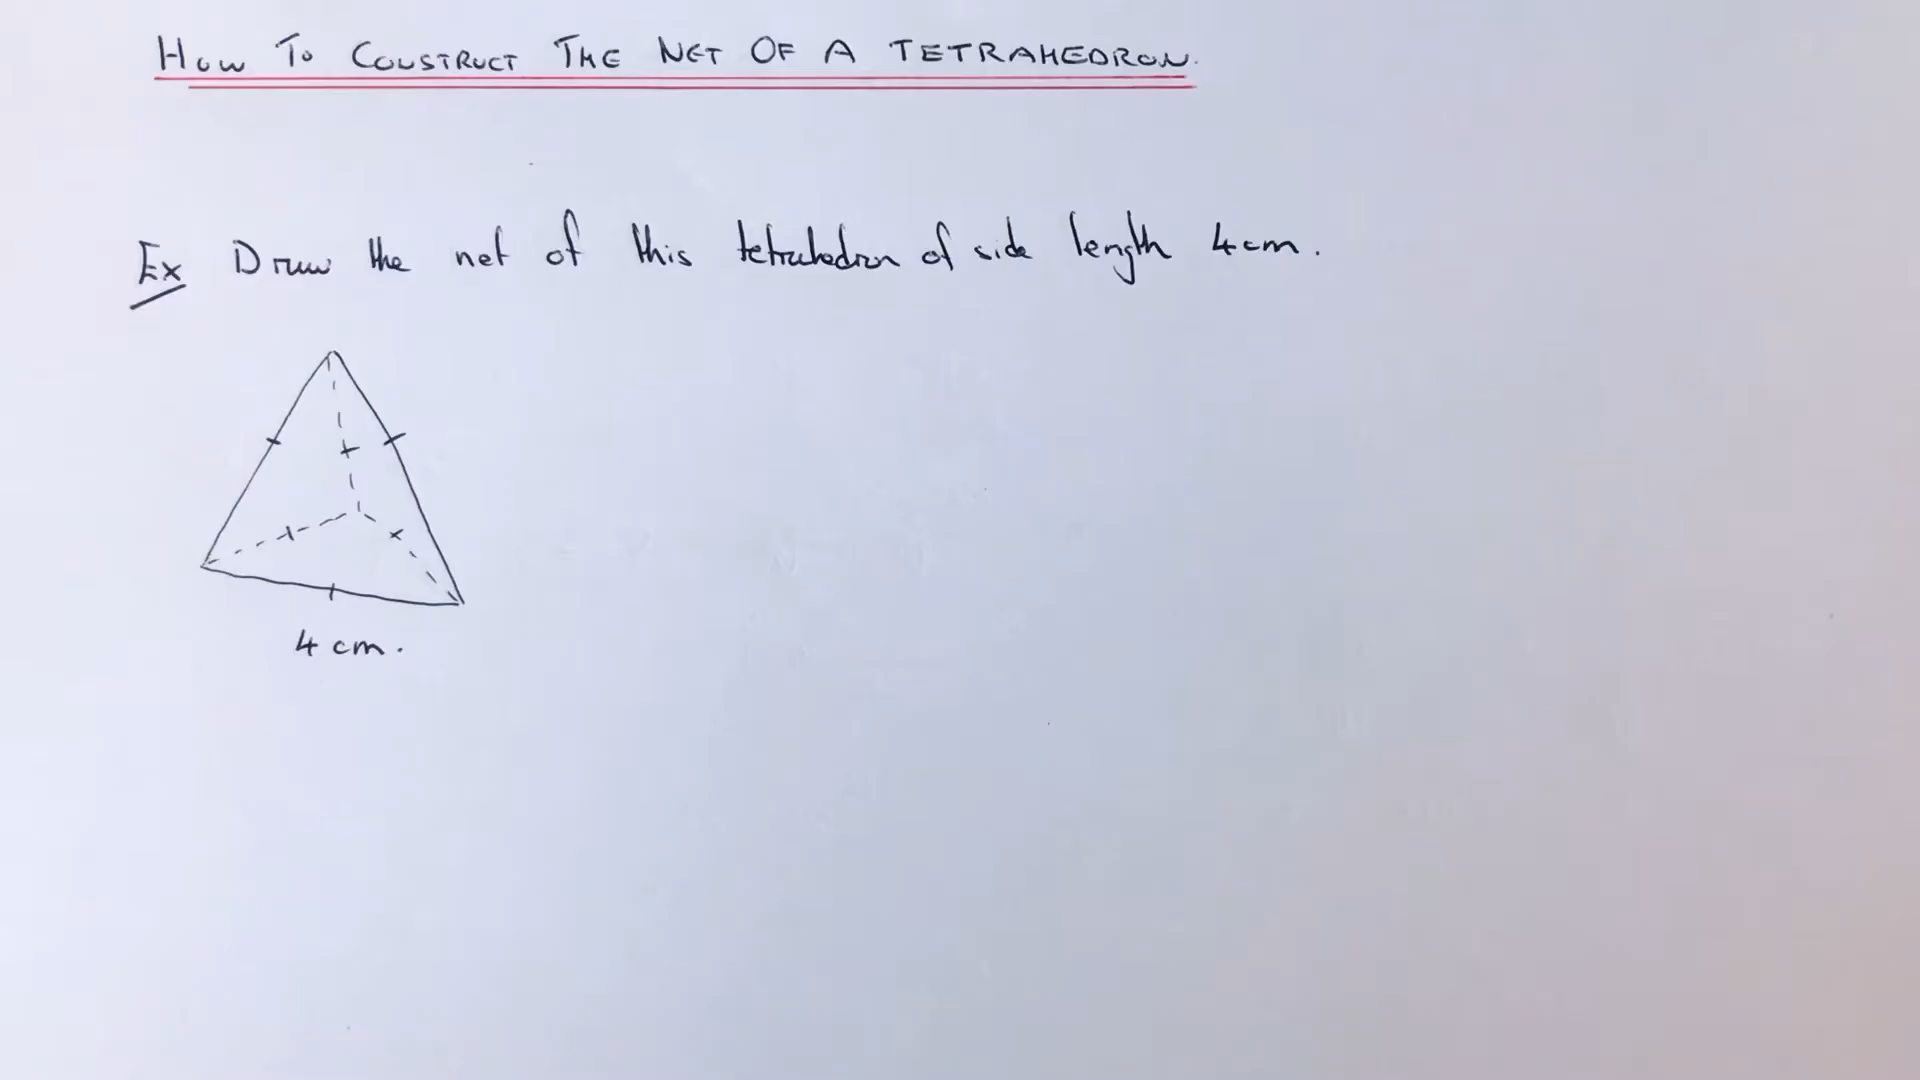 HOW TO CONSTRUCT THE NET OF A TETRAHEDRON.
Ex Draw the net of this tetrahedron of side length 4cm.
4 cm.